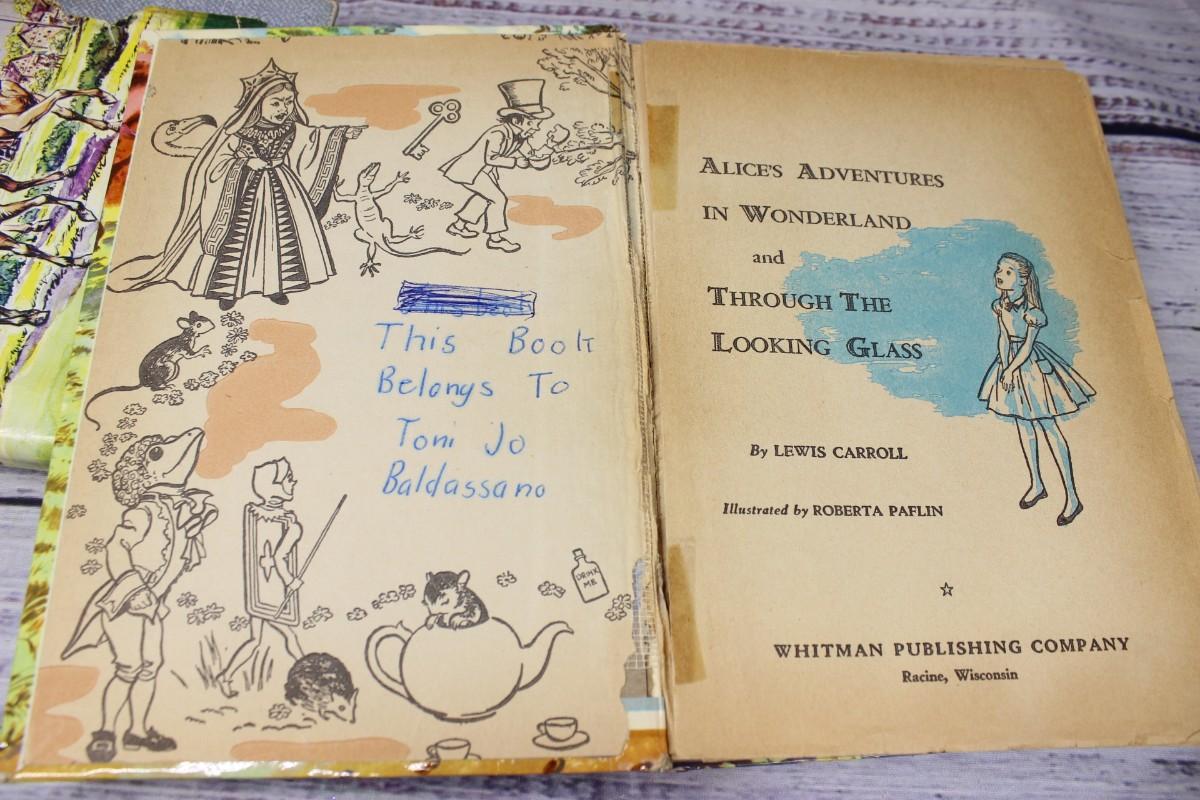 This Book
Belongs To
Toni Jo
Baldassano
DRINK
ME
ALICE'S ADVENTURES
IN WONDERLAND
and
THROUGH THE
LOOKING GLASS
By LEWIS CARROLL
Illustrated by ROBERTA PAFLIN
WHITMAN PUBLISHING COMPANY
Racine, Wisconsin